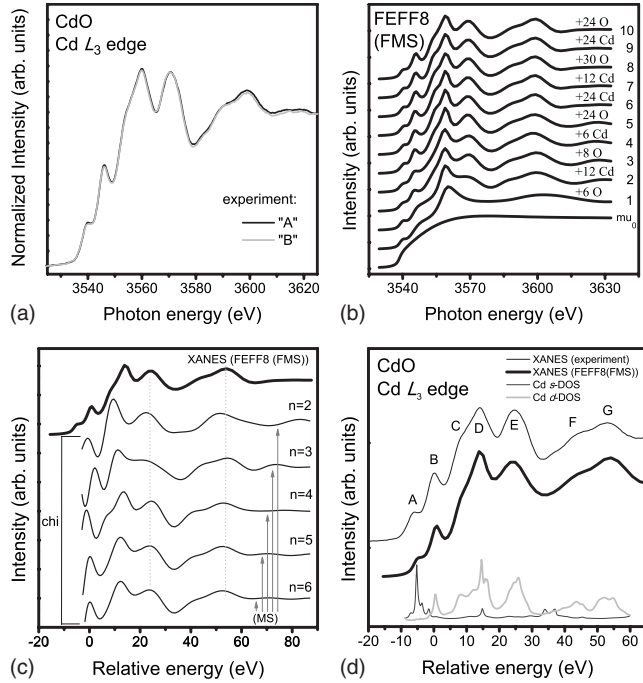 CdO
Cd L3 edge
Normalized Intensity (arb. units)
experiment:
"A"
"B"
3540 3560 3580 3600 3620
Photon energy (eV)
(a)
FEFF8
(FMS)
Intensity (arb. units)
+24 O 10
+24 Cd 9
+30 O 8
+12 Cd 7
+24 Cd 6
+24 O 5
+6 Cd 4
+8 O 3
+12 Cd 2
+6 O 1
mu0
3540 3570 3600 3630
Photon energy (eV)
(b)
XANES (FEFF8 (FMS))
Intensity (arb. units)
n=2
n=3
n=4
n=5
n=6
chi
(MS)
-20 0 20 40 60 80
Relative energy (eV)
(c)
CdO
Cd L3 edge
XANES (experiment)
XANES (FEFF8(FMS))
Cd s-DOS
Cd d-DOS
Intensity (arb. units)
A B C D E F G
-20 -10 0 10 20 30 40 50 60
Relative energy (eV)
(d)